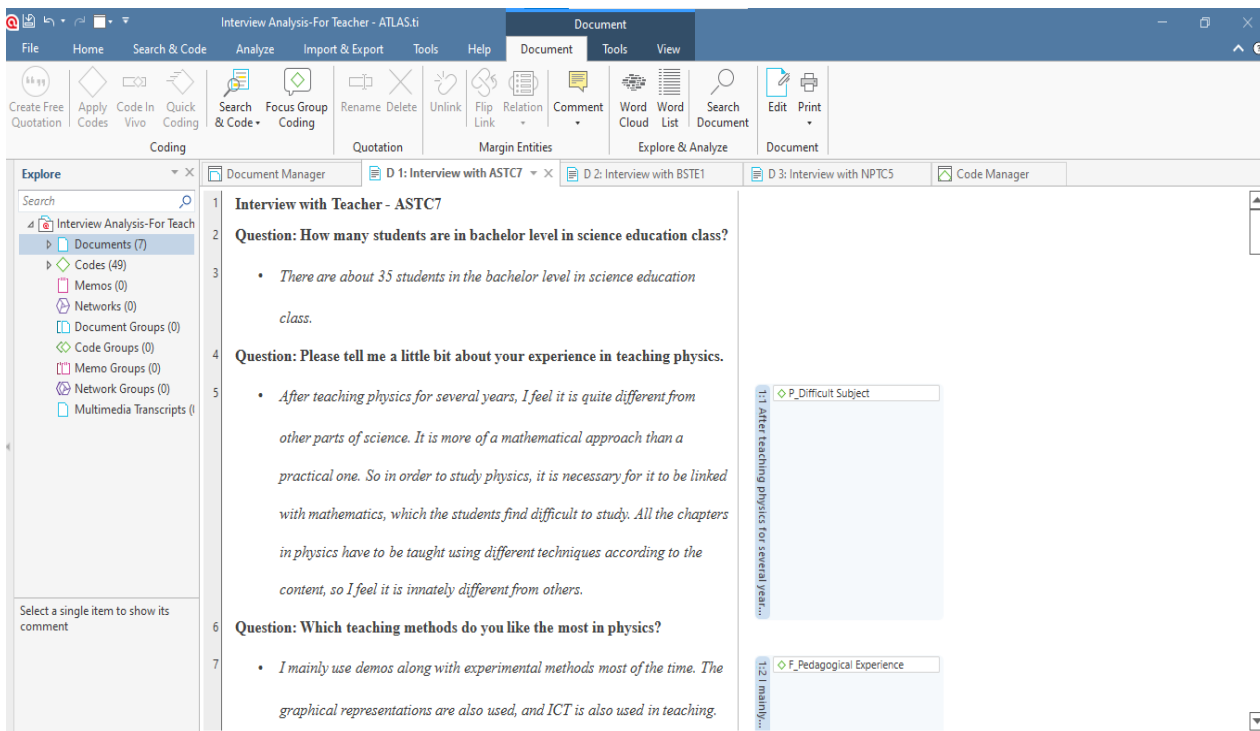 Interview Analysis-For Teacher - ATLAS.ti
Document
File Home Search & Code Analyze Import & Export Tools Help Document Tools View
Create Free Quotation
Apply Codes
Code In Vivo
Quick Coding
Search & Code
Focus Group Coding
Rename Delete
Unlink
Flip Link
Relation
Comment
Word Cloud
Word List
Search Document
Edit Print
Coding Quotation Margin Entities Explore & Analyze Document
Explore
Search
Interview Analysis-For Teach
Documents (7)
Codes (49)
Memos (0)
Networks (0)
Document Groups (0)
Code Groups (0)
Memo Groups (0)
Network Groups (0)
Multimedia Transcripts (
Select a single item to show its
comment
Document Manager D 1: Interview with ASTC7 D 2: Interview with BSTE1 D 3: Interview with NPTC5 Code Manager
1 Interview with Teacher - ASTC7
2 Question: How many students are in bachelor level in science education class?
3 • There are about 35 students in the bachelor level in science education
class.
4 Question: Please tell me a little bit about your experience in teaching physics.
5 • After teaching physics for several years, I feel it is quite different from
other parts of science. It is more of a mathematical approach than a
practical one. So in order to study physics, it is necessary for it to be linked
with mathematics, which the students find difficult to study. All the chapters
in physics have to be taught using different techniques according to the
content, so I feel it is innately different from others.
6 Question: Which teaching methods do you like the most in physics?
7 • I mainly use demos along with experimental methods most of the time. The
graphical representations are also used, and ICT is also used in teaching.
1:1 After teaching physics for several year...
P_Difficult Subject
1:2 I mainly...
F_Pedagogical Experience